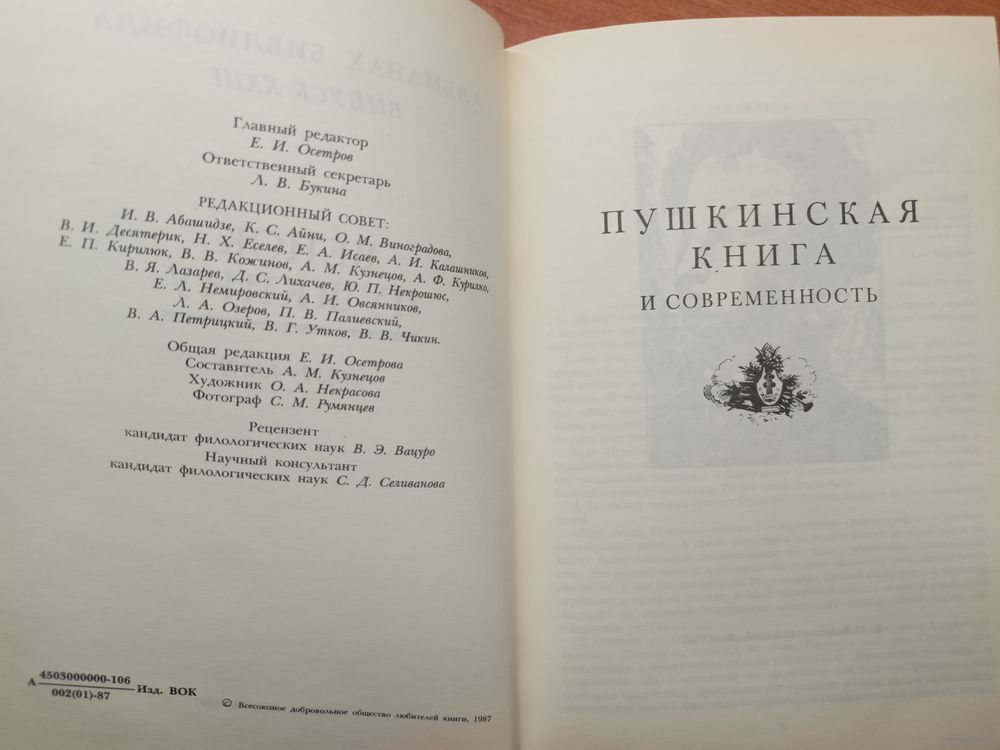 Главный редактор
Е. И. Осетров
Ответственный секретарь
Л. В. Букина
РЕДАКЦИОННЫЙ СОВЕТ:
И. В. Абашидзе, К. С. Айни, О. М. Виноградова,
В. И. Десятерик, Н. Х. Еселев, Е. А. Исаев, А. И. Калашников,
Е. П. Кирилюк, В. В. Кожинов, А. М. Кузнецов, А. Ф. Курилко,
В. Я. Лазарев, Д. С. Лихачев, Ю. П. Некрошюс,
Е. Л. Немировский, А. И. Овсянников,
Л. А. Озеров, П. В. Палиевский,
В. А. Петрицкий, В. Г. Утков, В. В. Чикин.
Общая редакция Е. И. Осетрова
Составитель А. М. Кузнецов
Художник О. А. Некрасова
Фотограф С. М. Румянцев
Рецензент
кандидат филологических наук В. Э. Вацуро
Научный консультант
кандидат филологических наук С. Д. Селиванова
А 4503000000-106
002(01)-87
Изд. ВОК
© Всесоюзное добровольное общество любителей книги, 1987
ПУШКИНСКАЯ
КНИГА
И СОВРЕМЕННОСТЬ